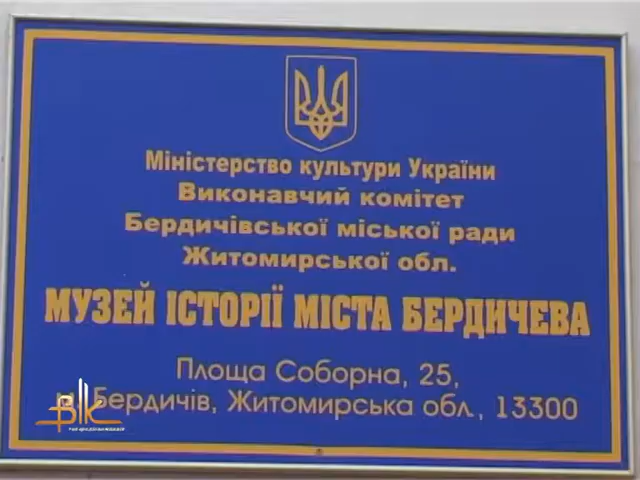 Міністерство культури України
Виконавчий комітет
Бердичівської міської ради
Житомирської обл.
МУЗЕЙ ІСТОРІЇ МІСТА БЕРДИЧЕВА
Площа Соборна, 25,
Бердичів, Житомирська обл., 13300